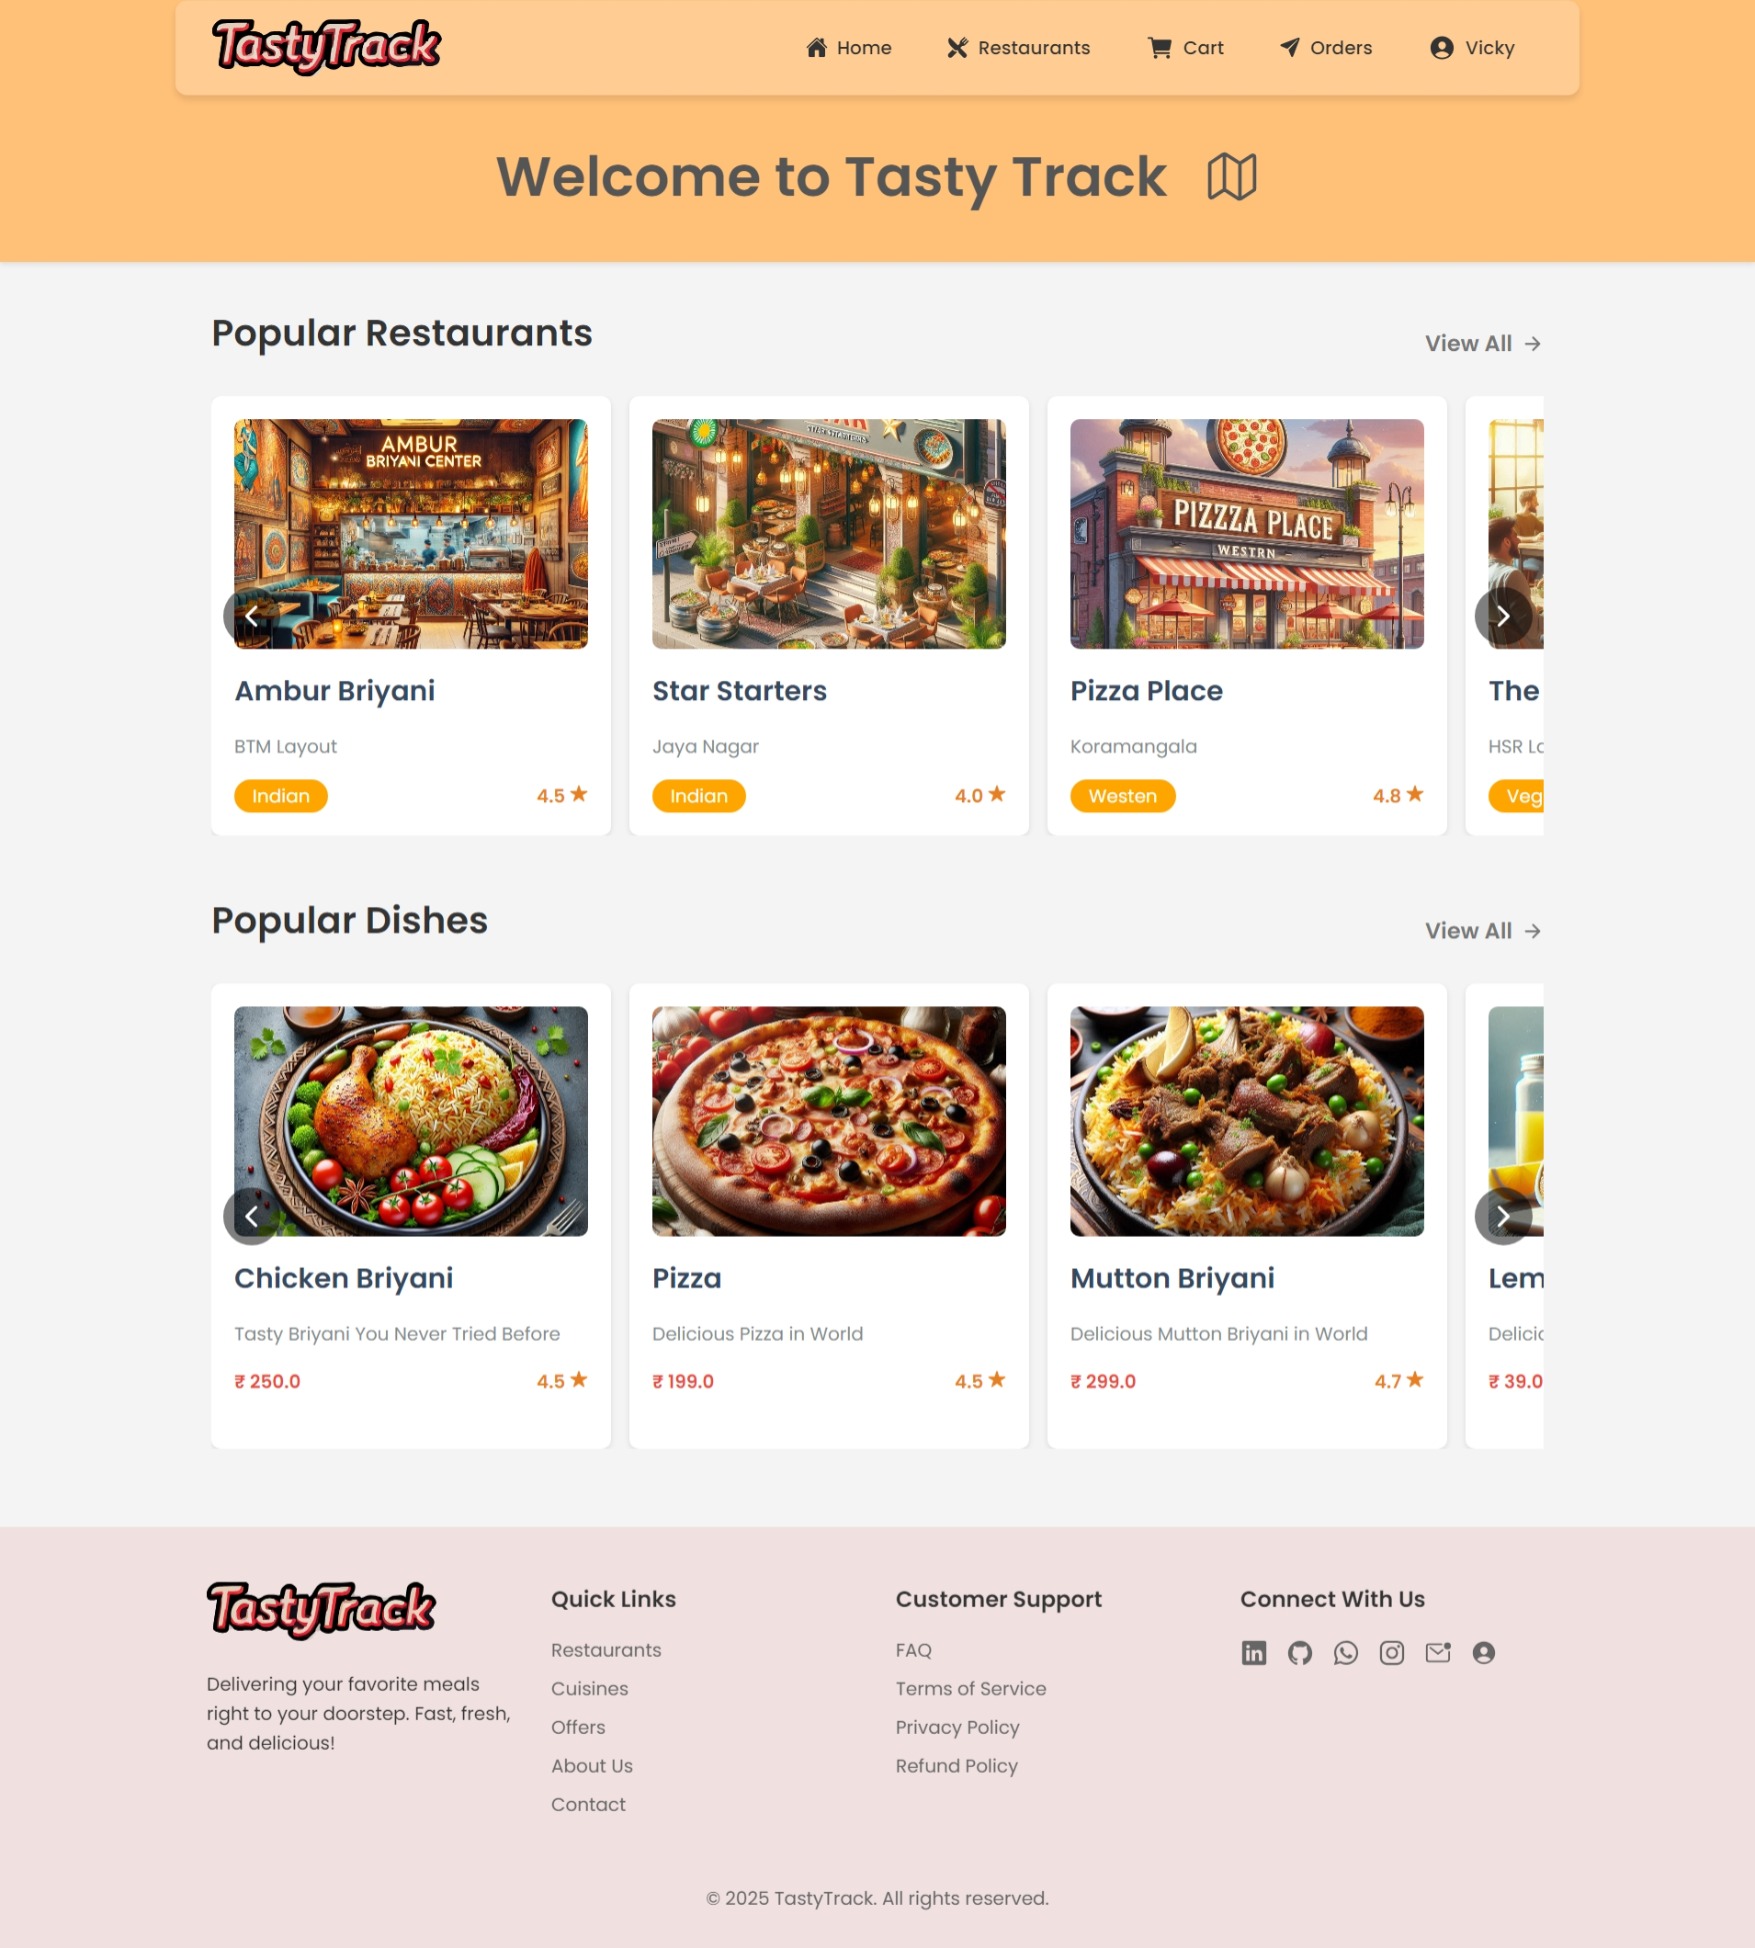 TastyTrack
Home
Restaurants
Cart
Orders
Vicky
Welcome to Tasty Track
Popular Restaurants
View All
AMBUR
BRIYANI CENTER
PIZZZA PLACE
WESTRN
Ambur Briyani
Star Starters
Pizza Place
The
BTM Layout
Jaya Nagar
Koramangala
HSR
Indian
4.5
Indian
4.0
Westen
4.8
Veg
Popular Dishes
View All
Chicken Briyani
Pizza
Mutton Briyani
Lem
Tasty Briyani You Never Tried Before
Delicious Pizza in World
Delicious Mutton Briyani in World
Delici
₹ 250.0
4.5
₹ 199.0
4.5
₹ 299.0
4.7
₹ 39.0
TastyTrack
Delivering your favorite meals
right to your doorstep. Fast, fresh,
and delicious!
Quick Links
Restaurants
Cuisines
Offers
About Us
Contact
Customer Support
FAQ
Terms of Service
Privacy Policy
Refund Policy
Connect With Us
© 2025 TastyTrack. All rights reserved.